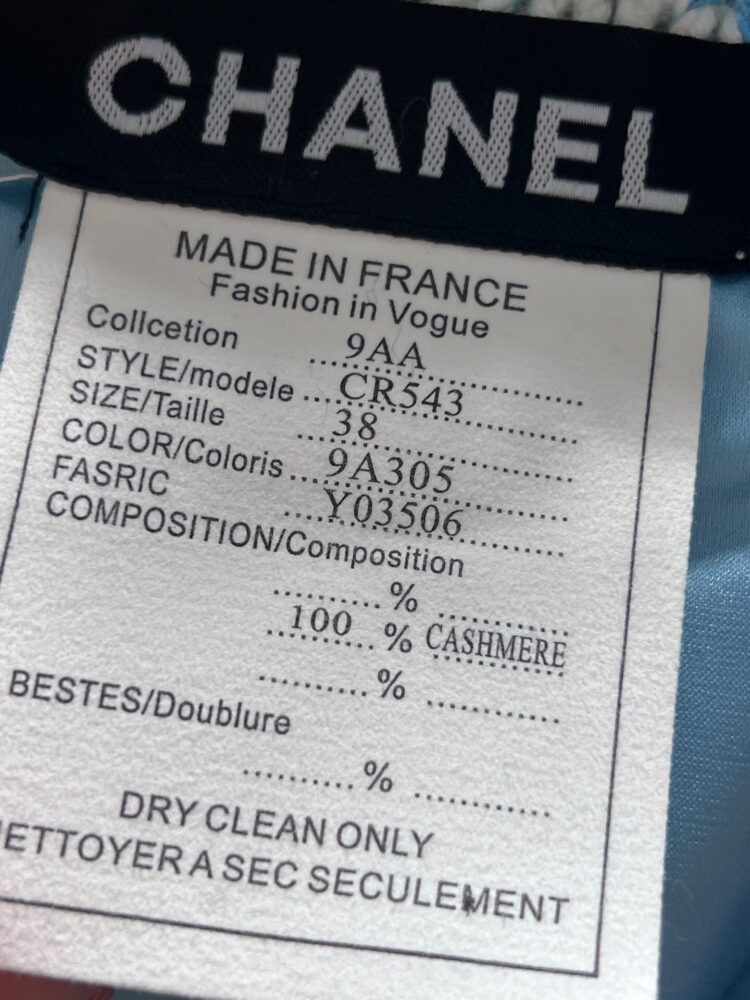 CHANEL
MADE IN FRANCE
Fashion in Vogue
Collcetion 9AA
STYLE/modele ... CR543
SIZE/Taille ... 38
COLOR/Coloris ... 9A305
FASRIC ... Y03506
COMPOSITION/Composition
.......... % ............
100 % CASHMERE
.......... % ............
BESTES/Doublure
.......... % ............
DRY CLEAN ONLY
ETTOYER A SEC SECULEMENT